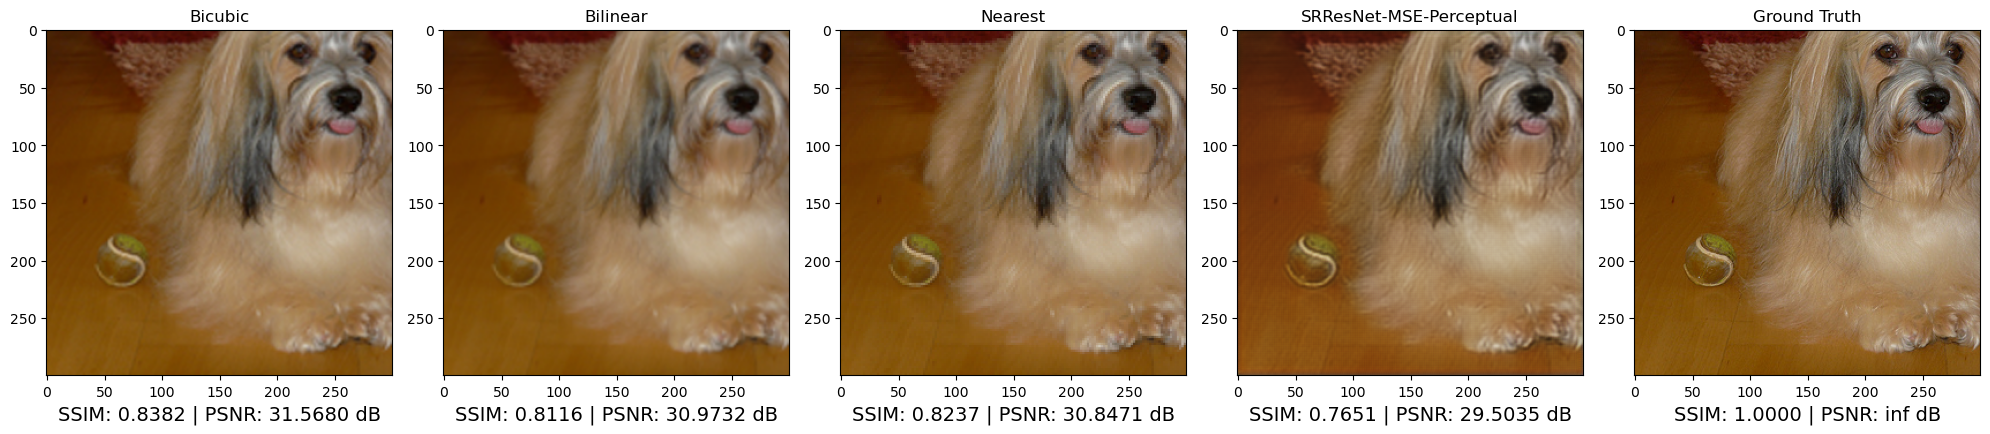 Bicubic
Bilinear
Nearest
SRResNet-MSE-Perceptual
Ground Truth
0
50
100
150
200
250
0 50 100 150 200 250
SSIM: 0.8382 | PSNR: 31.5680 dB
0
50
100
150
200
250
0 50 100 150 200 250
SSIM: 0.8116 | PSNR: 30.9732 dB
0
50
100
150
200
250
0 50 100 150 200 250
SSIM: 0.8237 | PSNR: 30.8471 dB
0
50
100
150
200
250
0 50 100 150 200 250
SSIM: 0.7651 | PSNR: 29.5035 dB
0
50
100
150
200
250
0 50 100 150 200 250
SSIM: 1.0000 | PSNR: inf dB